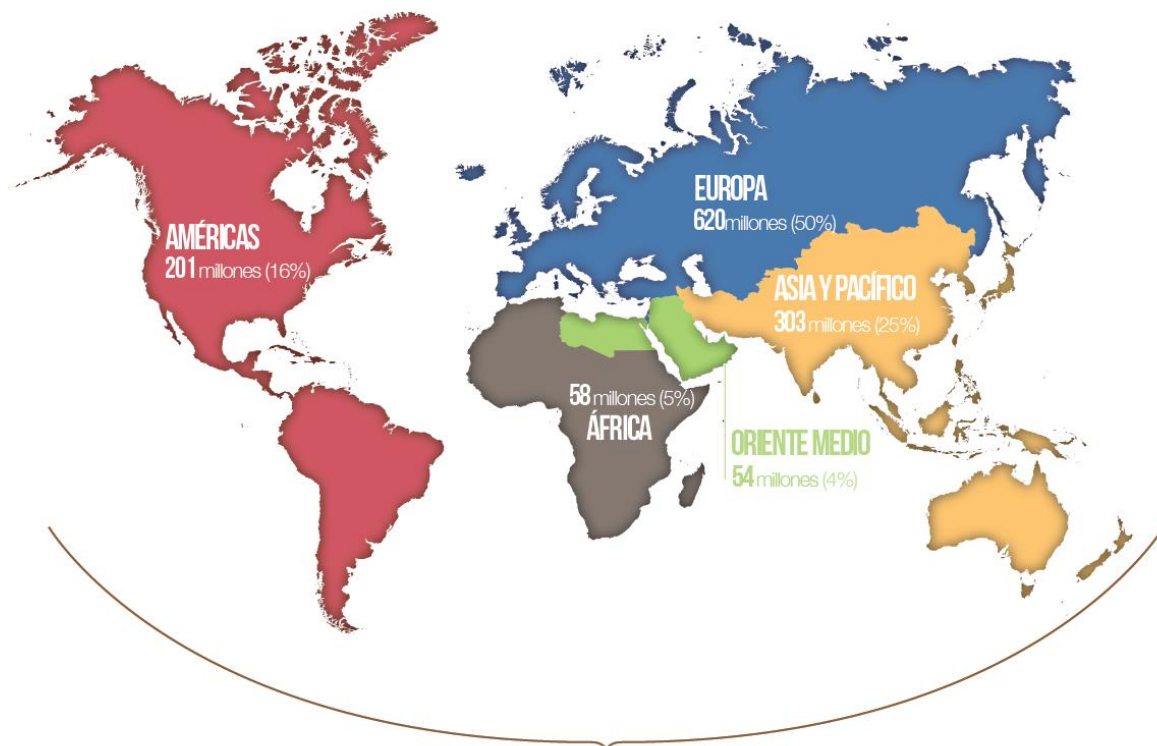 AMÉRICAS
201 millones (16%)
EUROPA
620 millones (50%)
ASIA Y PACÍFICO
303 millones (25%)
58 millones (5%)
ÁFRICA
ORIENTE MEDIO
54 millones (4%)